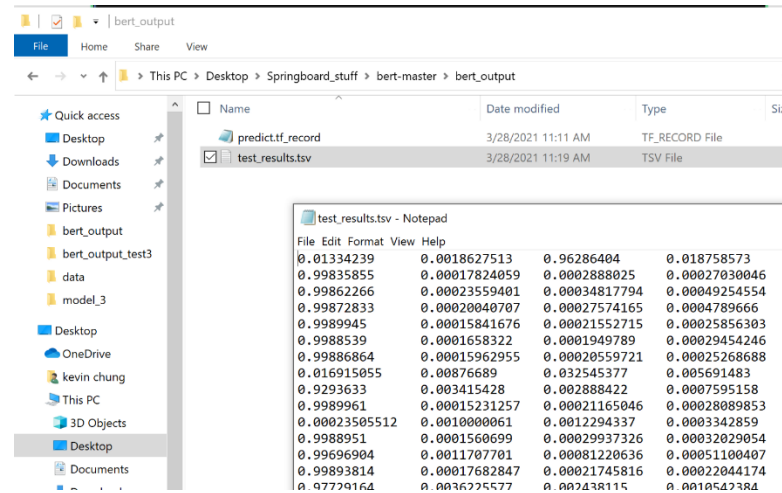 bert_output
File Home Share View
This PC > Desktop > Springboard_stuff > bert-master > bert_output
Quick access
Desktop
Downloads
Documents
Pictures
bert_output
bert_output_test3
data
model_3
Desktop
OneDrive
kevin chung
This PC
3D Objects
Desktop
Documents
Name Date modified Type
predict.tf_record 3/28/2021 11:11 AM TF_RECORD File
test_results.tsv 3/28/2021 11:19 AM TSV File
test_results.tsv - Notepad
File Edit Format View Help
0.01334239 0.0018627513 0.96286404 0.018758573
0.99835855 0.00017824059 0.0002888025 0.00027030046
0.99862266 0.00023559401 0.00034817794 0.00049254554
0.99872833 0.00020040707 0.00027574165 0.0004789666
0.9989945 0.00015841676 0.00021552715 0.00025856303
0.9988539 0.0001658322 0.0001949789 0.00029454246
0.99886864 0.00015962955 0.00020559721 0.00025268688
0.016915055 0.00876689 0.032545377 0.005691483
0.9293633 0.003415428 0.002888422 0.0007595158
0.9989961 0.00015231257 0.00021165046 0.00028089853
0.00023505512 0.0010000061 0.0012294337 0.0003342859
0.9988951 0.0001560699 0.00029937326 0.00032029054
0.99696904 0.0011707701 0.00081220636 0.00051100407
0.99893814 0.00017682847 0.00021745816 0.00022044174
0.97729164 0.0036225577 0.002438115 0.0010542384